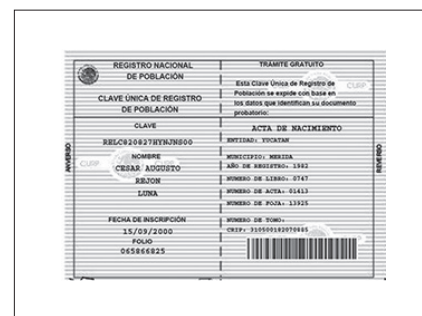 REGISTRO NACIONAL
DE POBLACIÓN
CLAVE ÚNICA DE REGISTRO
DE POBLACIÓN
CLAVE
RELC820827HYNJNS00
NOMBRE
CESAR AUGUSTO
REJON
LUNA
FECHA DE INSCRIPCIÓN
15/09/2000
FOLIO
065866825
ANVERSO
TRÁMITE GRATUITO
Esta Clave Única de Registro de
Población se expide con base en
los datos que identifican su documento
probatorio:
ACTA DE NACIMIENTO
ENTIDAD: YUCATAN
MUNICIPIO: MERIDA
AÑO DE REGISTRO: 1982
NUMERO DE LIBRO: 0747
NUMERO DE ACTA: 01413
NUMERO DE FOJA: 13925
NUMERO DE TOMO:
CRIP: 310500182070885
REVERSO
CURP
CURP